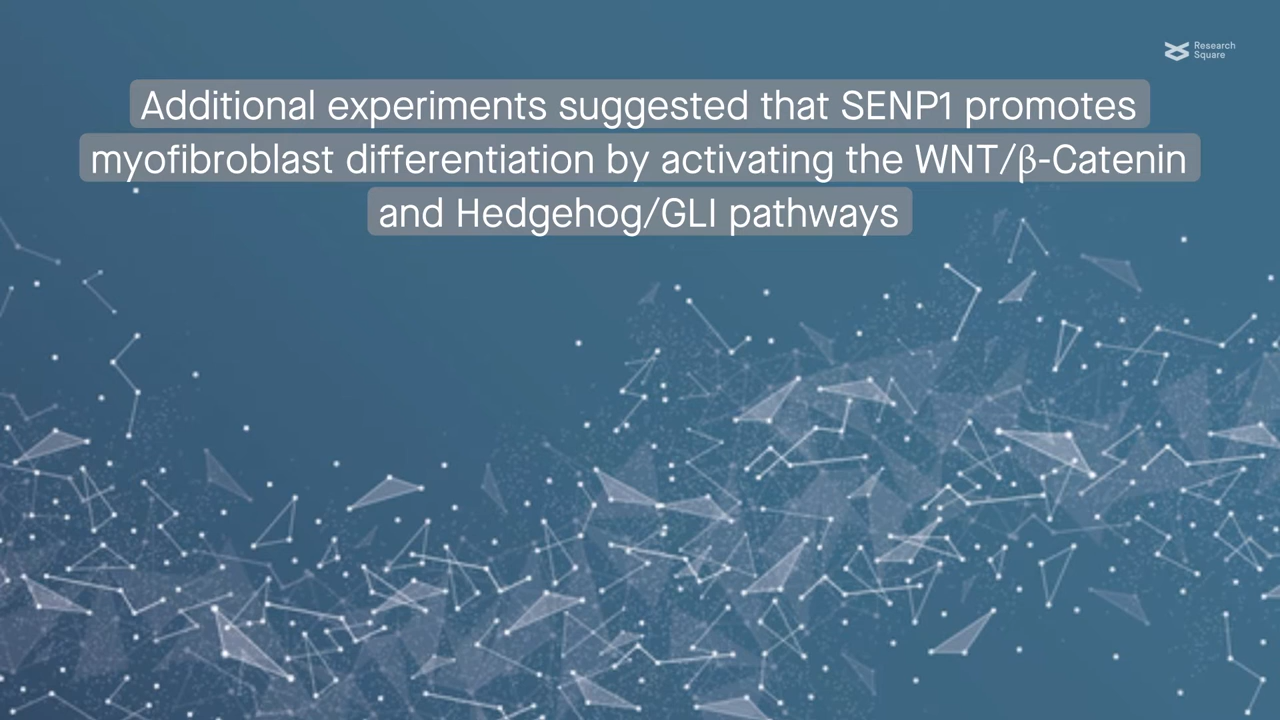 Research
Square
Additional experiments suggested that SENP1 promotes
myofibroblast differentiation by activating the WNT/β-Catenin
and Hedgehog/GLI pathways